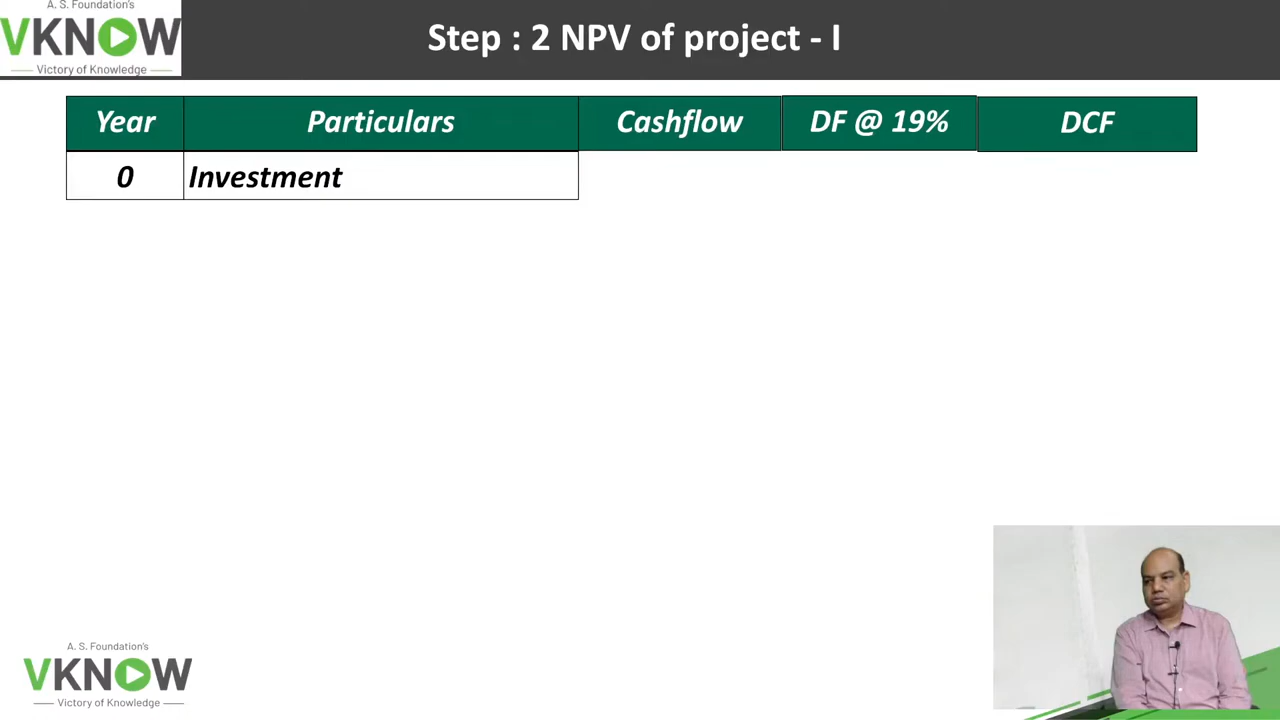 A. S. Foundation's
VKNOW
Victory of Knowledge
Step : 2 NPV of project - I
Year Particulars Cashflow DF @ 19% DCF
0 Investment
A. S. Foundation's
VKNOW
Victory of Knowledge